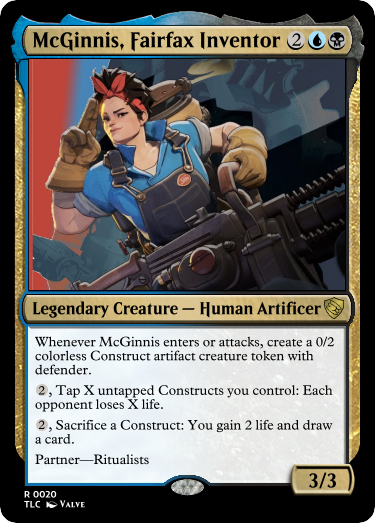 McGinnis, Fairfax Inventor 2
Legendary Creature — Human Artificer
Whenever McGinnis enters or attacks, create a 0/2
colorless Construct artifact creature token with
defender.
2, Tap X untapped Constructs you control: Each
opponent loses X life.
2, Sacrifice a Construct: You gain 2 life and draw
a card.
Partner—Ritualists
3/3
R 0020
TLC Valve